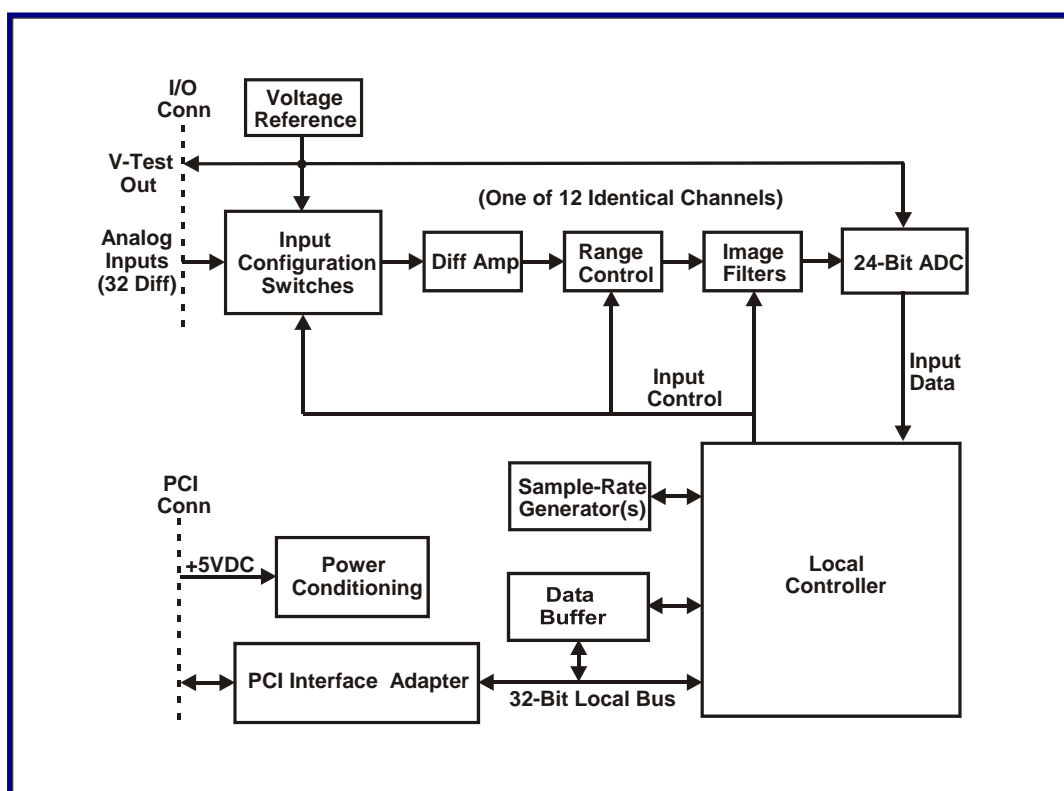 I/O
Conn
Voltage
Reference
V-Test
Out
(One of 12 Identical Channels)
Analog
Inputs
(32 Diff)
Input
Configuration
Switches
Diff Amp
Range
Control
Image
Filters
24-Bit ADC
Input
Control
Input
Data
PCI
Conn
Sample-Rate
Generator(s)
+5VDC
Power
Conditioning
Data
Buffer
Local
Controller
PCI Interface Adapter
32-Bit Local Bus